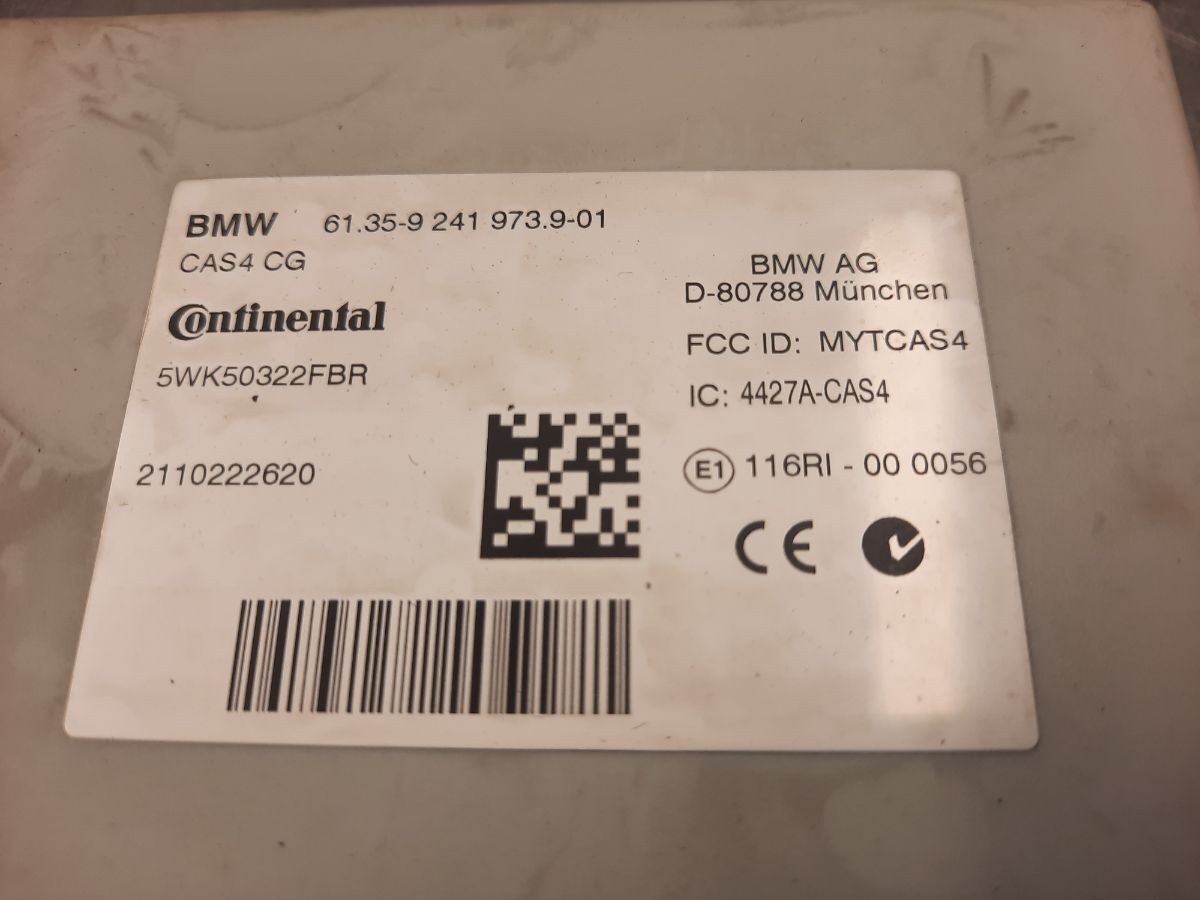 BMW 61.35-9 241 973.9-01
CAS4 CG
Continental
5WK50322FBR
2110222620
BMW AG
D-80788 München
FCC ID: MYTCAS4
IC: 4427A-CAS4
E1 116RI - 00 0056
CE